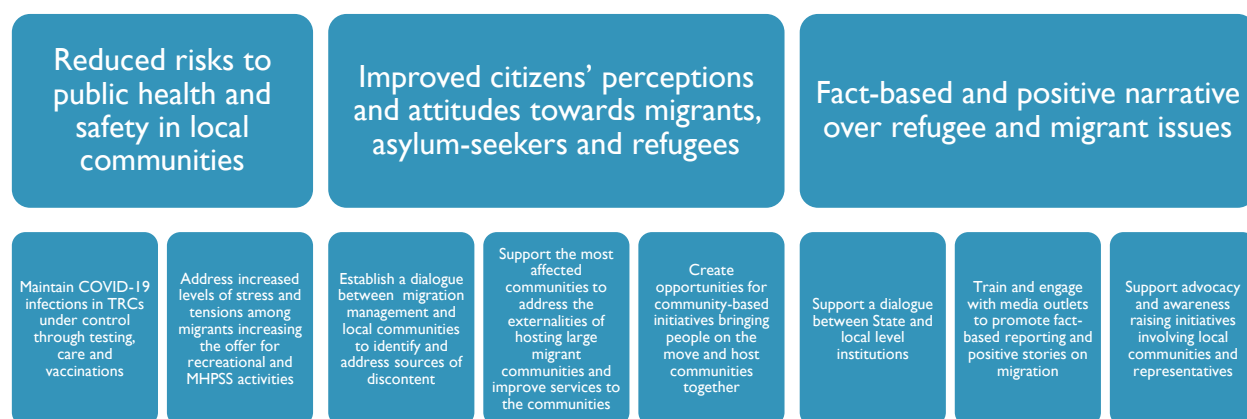 Reduced risks to
public health and
safety in local
communities
Improved citizens’ perceptions
and attitudes towards migrants,
asylum-seekers and refugees
Fact-based and positive narrative
over refugee and migrant issues
Maintain COVID-19
infections in TRCs
under control
through testing,
care and
vaccinations
Address increased
levels of stress and
tensions among
migrants increasing
the offer for
recreational and
MHPSS activities
Establish a dialogue
between migration
management and
local communities
to identify and
address sources of
discontent
Support the most
affected
communities to
address the
externalities of
hosting large
migrant
communities and
improve services to
the communities
Create
opportunities for
community-based
initiatives bringing
people on the
move and host
communities
together
Support a dialogue
between State and
local level
institutions
Train and engage
with media outlets
to promote fact-
based reporting and
positive stories on
migration
Support advocacy
and awareness
raising initiatives
involving local
communities and
representatives